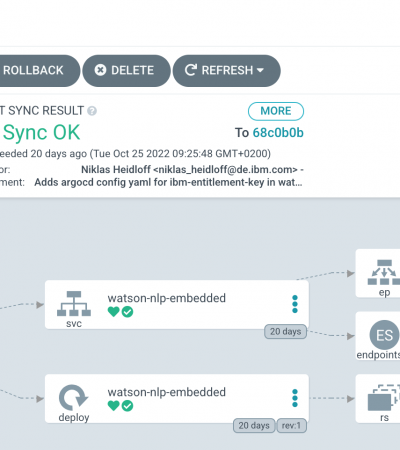 ROLLBACK DELETE REFRESH
T SYNC RESULT MORE
Sync OK To 68c0b0b
eeded 20 days ago (Tue Oct 25 2022 09:25:48 GMT+0200)
or: Niklas Heidloff <niklas_heidloff@de.ibm.com> -
ment: Adds argocd config yaml for ibm-entitlement-key in wat...
ep
watson-nlp-embedded
svc
20 days
ES
endpoints
watson-nlp-embedded
deploy
20 days rev:1
rs